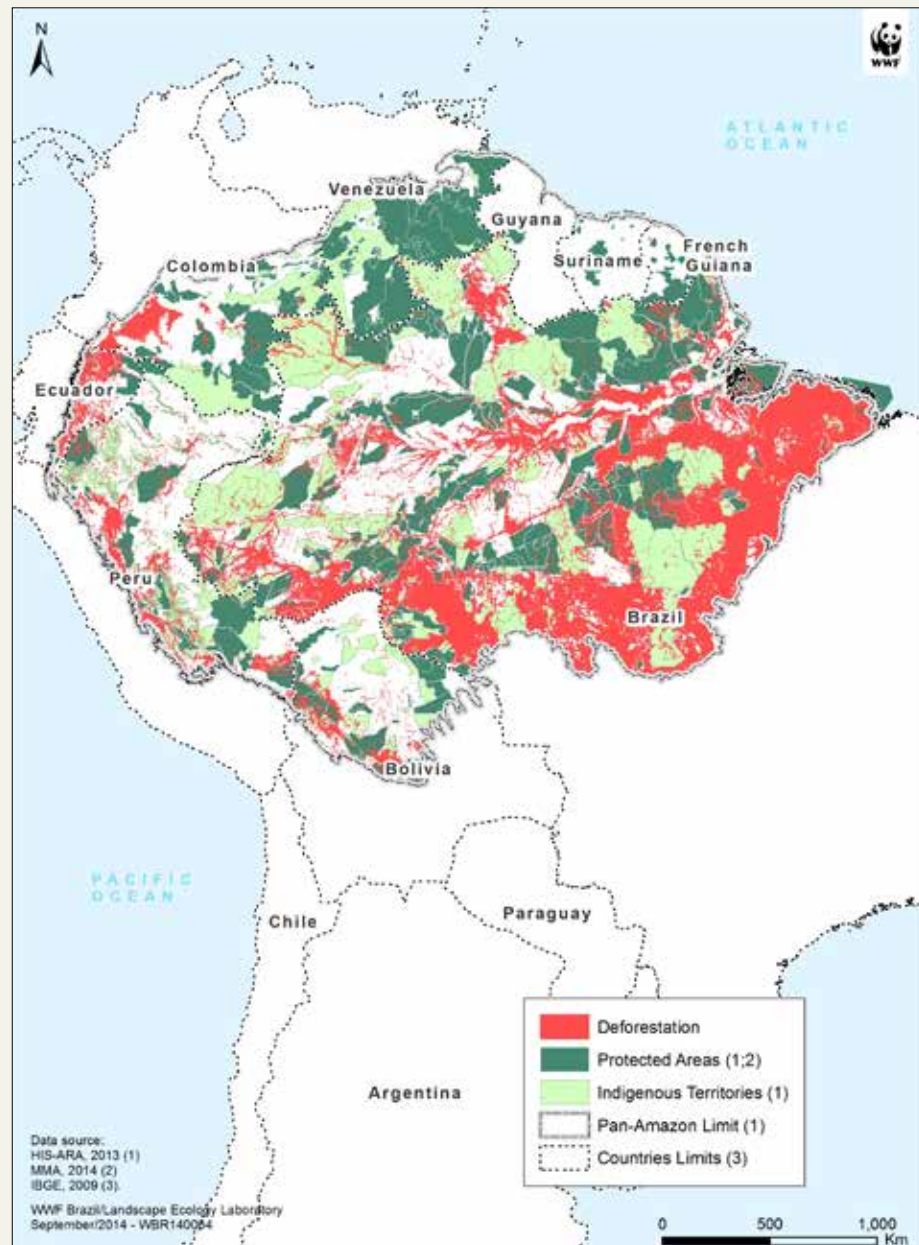 N
WWF
ATLANTIC
OCEAN
Venezuela
Guyana
Suriname
French
Guiana
Colombia
Ecuador
Peru
Brazil
Bolivia
PACIFIC
OCEAN
Chile
Paraguay
Argentina
Deforestation
Protected Areas (1;2)
Indigenous Territories (1)
Pan-Amazon Limit (1)
Countries Limits (3)
Data source:
HIS-ARA, 2013 (1)
MMA, 2014 (2)
IBGE, 2009 (3).
WWF Brazil/Landscape Ecology Laboratory
September/2014 - WBR140064
0 500 1,000
Km